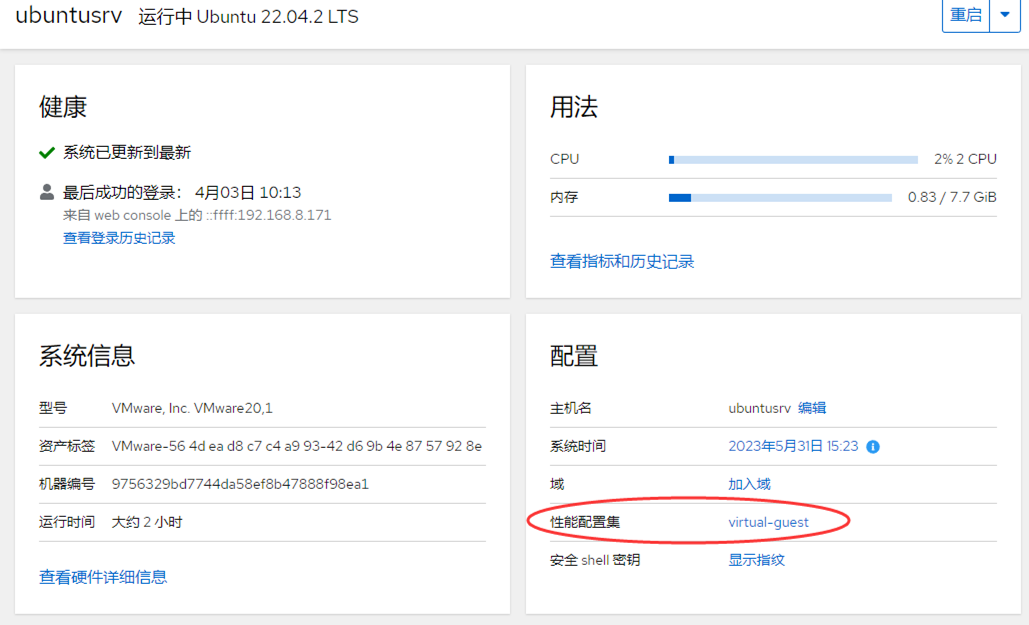 ubuntusrv 运行中 Ubuntu 22.04.2 LTS
重启
健康
系统已更新到最新
最后成功的登录： 4月03日 10:13
来自 web console 上的 ::ffff:192.168.8.171
查看登录历史记录
用法
CPU 2% 2 CPU
内存 0.83 / 7.7 GiB
查看指标和历史记录
系统信息
型号 VMware, Inc. VMware20,1
资产标签 VMware-56 4d ea d8 c7 c4 a9 93-42 d6 9b 4e 87 57 92 8e
机器编号 9756329bd7744da58ef8b47888f98ea1
运行时间 大约 2 小时
查看硬件详细信息
配置
主机名 ubuntusrv 编辑
系统时间 2023年5月31日 15:23
域 加入域
性能配置集 virtual-guest
安全 shell 密钥 显示指纹